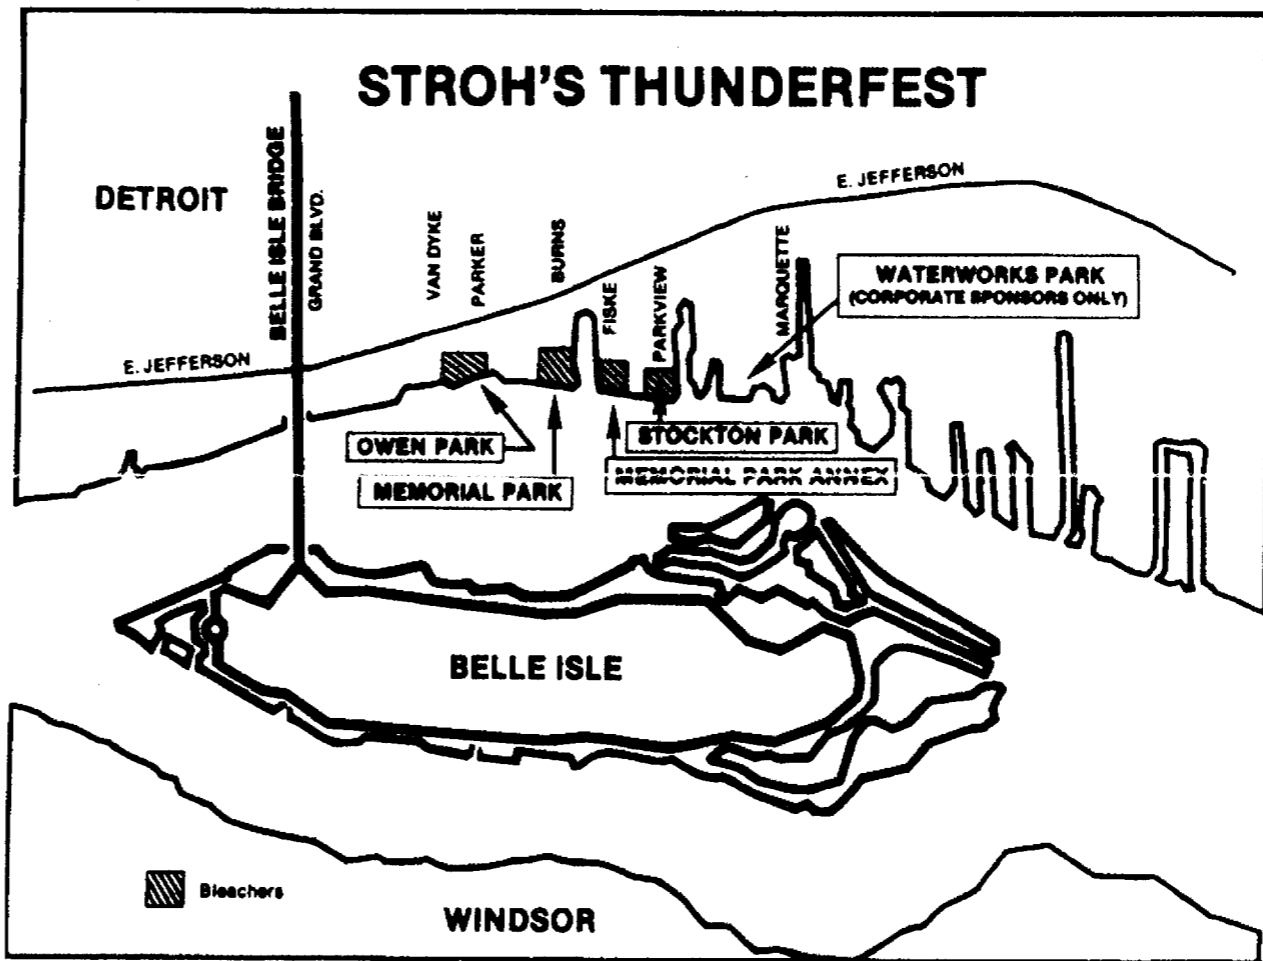 STROH'S THUNDERFEST
DETROIT
BELLE ISLE BRIDGE
GRAND BLVD.
VAN DYKE
PARKER
BURNS
FISKE
PARKVIEW
MARQUETTE
E. JEFFERSON
WATERWORKS PARK
(CORPORATE SPONSORS ONLY)
E. JEFFERSON
OWEN PARK
STOCKTON PARK
MEMORIAL PARK
MEMORIAL PARK ANNEX
BELLE ISLE
Bleachers
WINDSOR